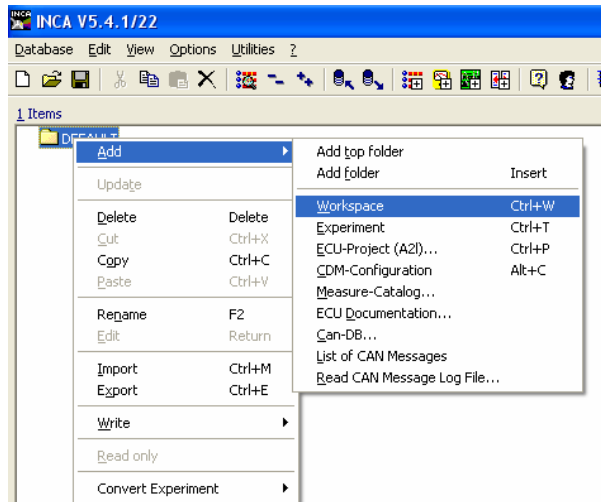 INCA V5.4.1/22
Database Edit View Options Utilities ?
1 Items
DEFAULT
Add
Update
Delete Delete
Cut Ctrl+X
Copy Ctrl+C
Paste Ctrl+V
Rename F2
Edit Return
Import Ctrl+M
Export Ctrl+E
Write
Read only
Convert Experiment
Add top folder
Add folder Insert
Workspace Ctrl+W
Experiment Ctrl+T
ECU-Project (A2l)... Ctrl+P
CDM-Configuration Alt+C
Measure-Catalog...
ECU Documentation...
Can-DB...
List of CAN Messages
Read CAN Message Log File...